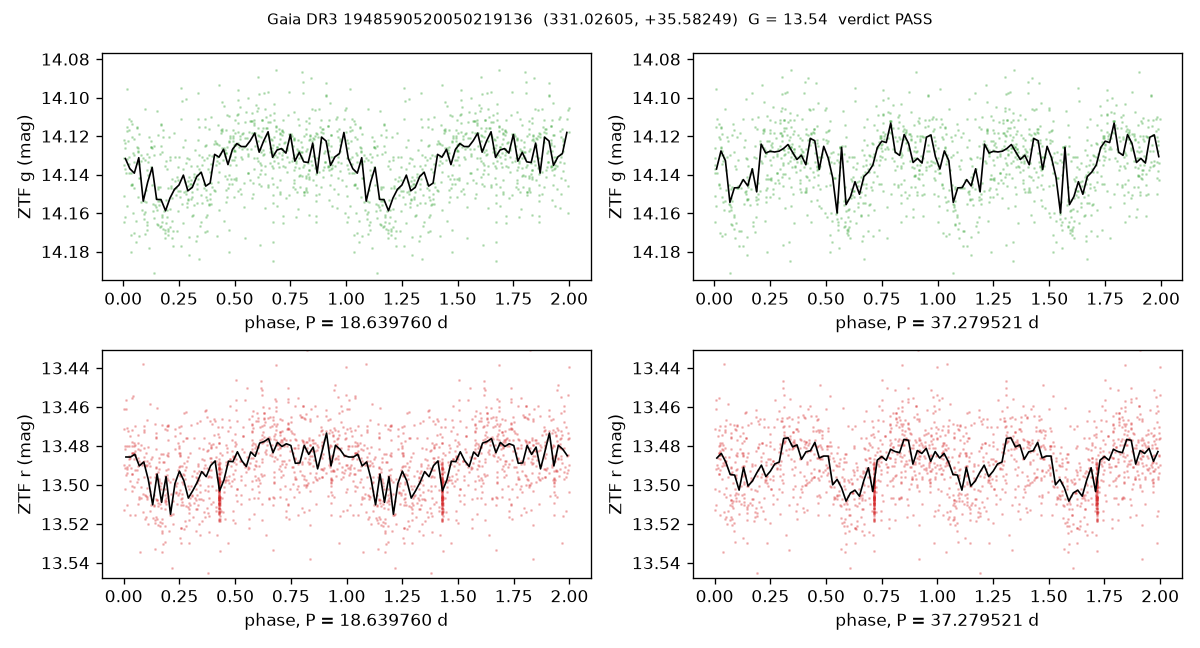 Gaia DR3 1948590520050219136  (331.02605, +35.58249)  G = 13.54  verdict PASS
ZTF g (mag)
14.08
14.10
14.12
14.14
14.16
14.18
0.00 0.25 0.50 0.75 1.00 1.25 1.50 1.75 2.00
phase, P = 18.639760 d
ZTF g (mag)
14.08
14.10
14.12
14.14
14.16
14.18
0.00 0.25 0.50 0.75 1.00 1.25 1.50 1.75 2.00
phase, P = 37.279521 d
ZTF r (mag)
13.44
13.46
13.48
13.50
13.52
13.54
0.00 0.25 0.50 0.75 1.00 1.25 1.50 1.75 2.00
phase, P = 18.639760 d
ZTF r (mag)
13.44
13.46
13.48
13.50
13.52
13.54
0.00 0.25 0.50 0.75 1.00 1.25 1.50 1.75 2.00
phase, P = 37.279521 d